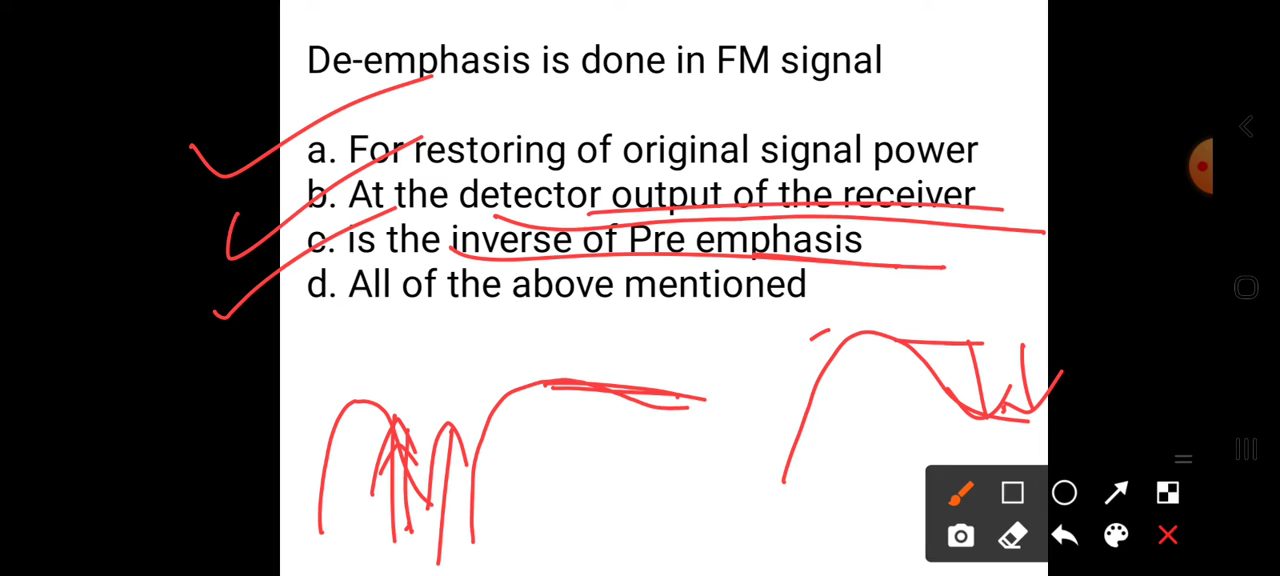 De-emphasis is done in FM signal
a. For restoring of original signal power
b. At the detector output of the receiver
c. is the inverse of Pre emphasis
d. All of the above mentioned